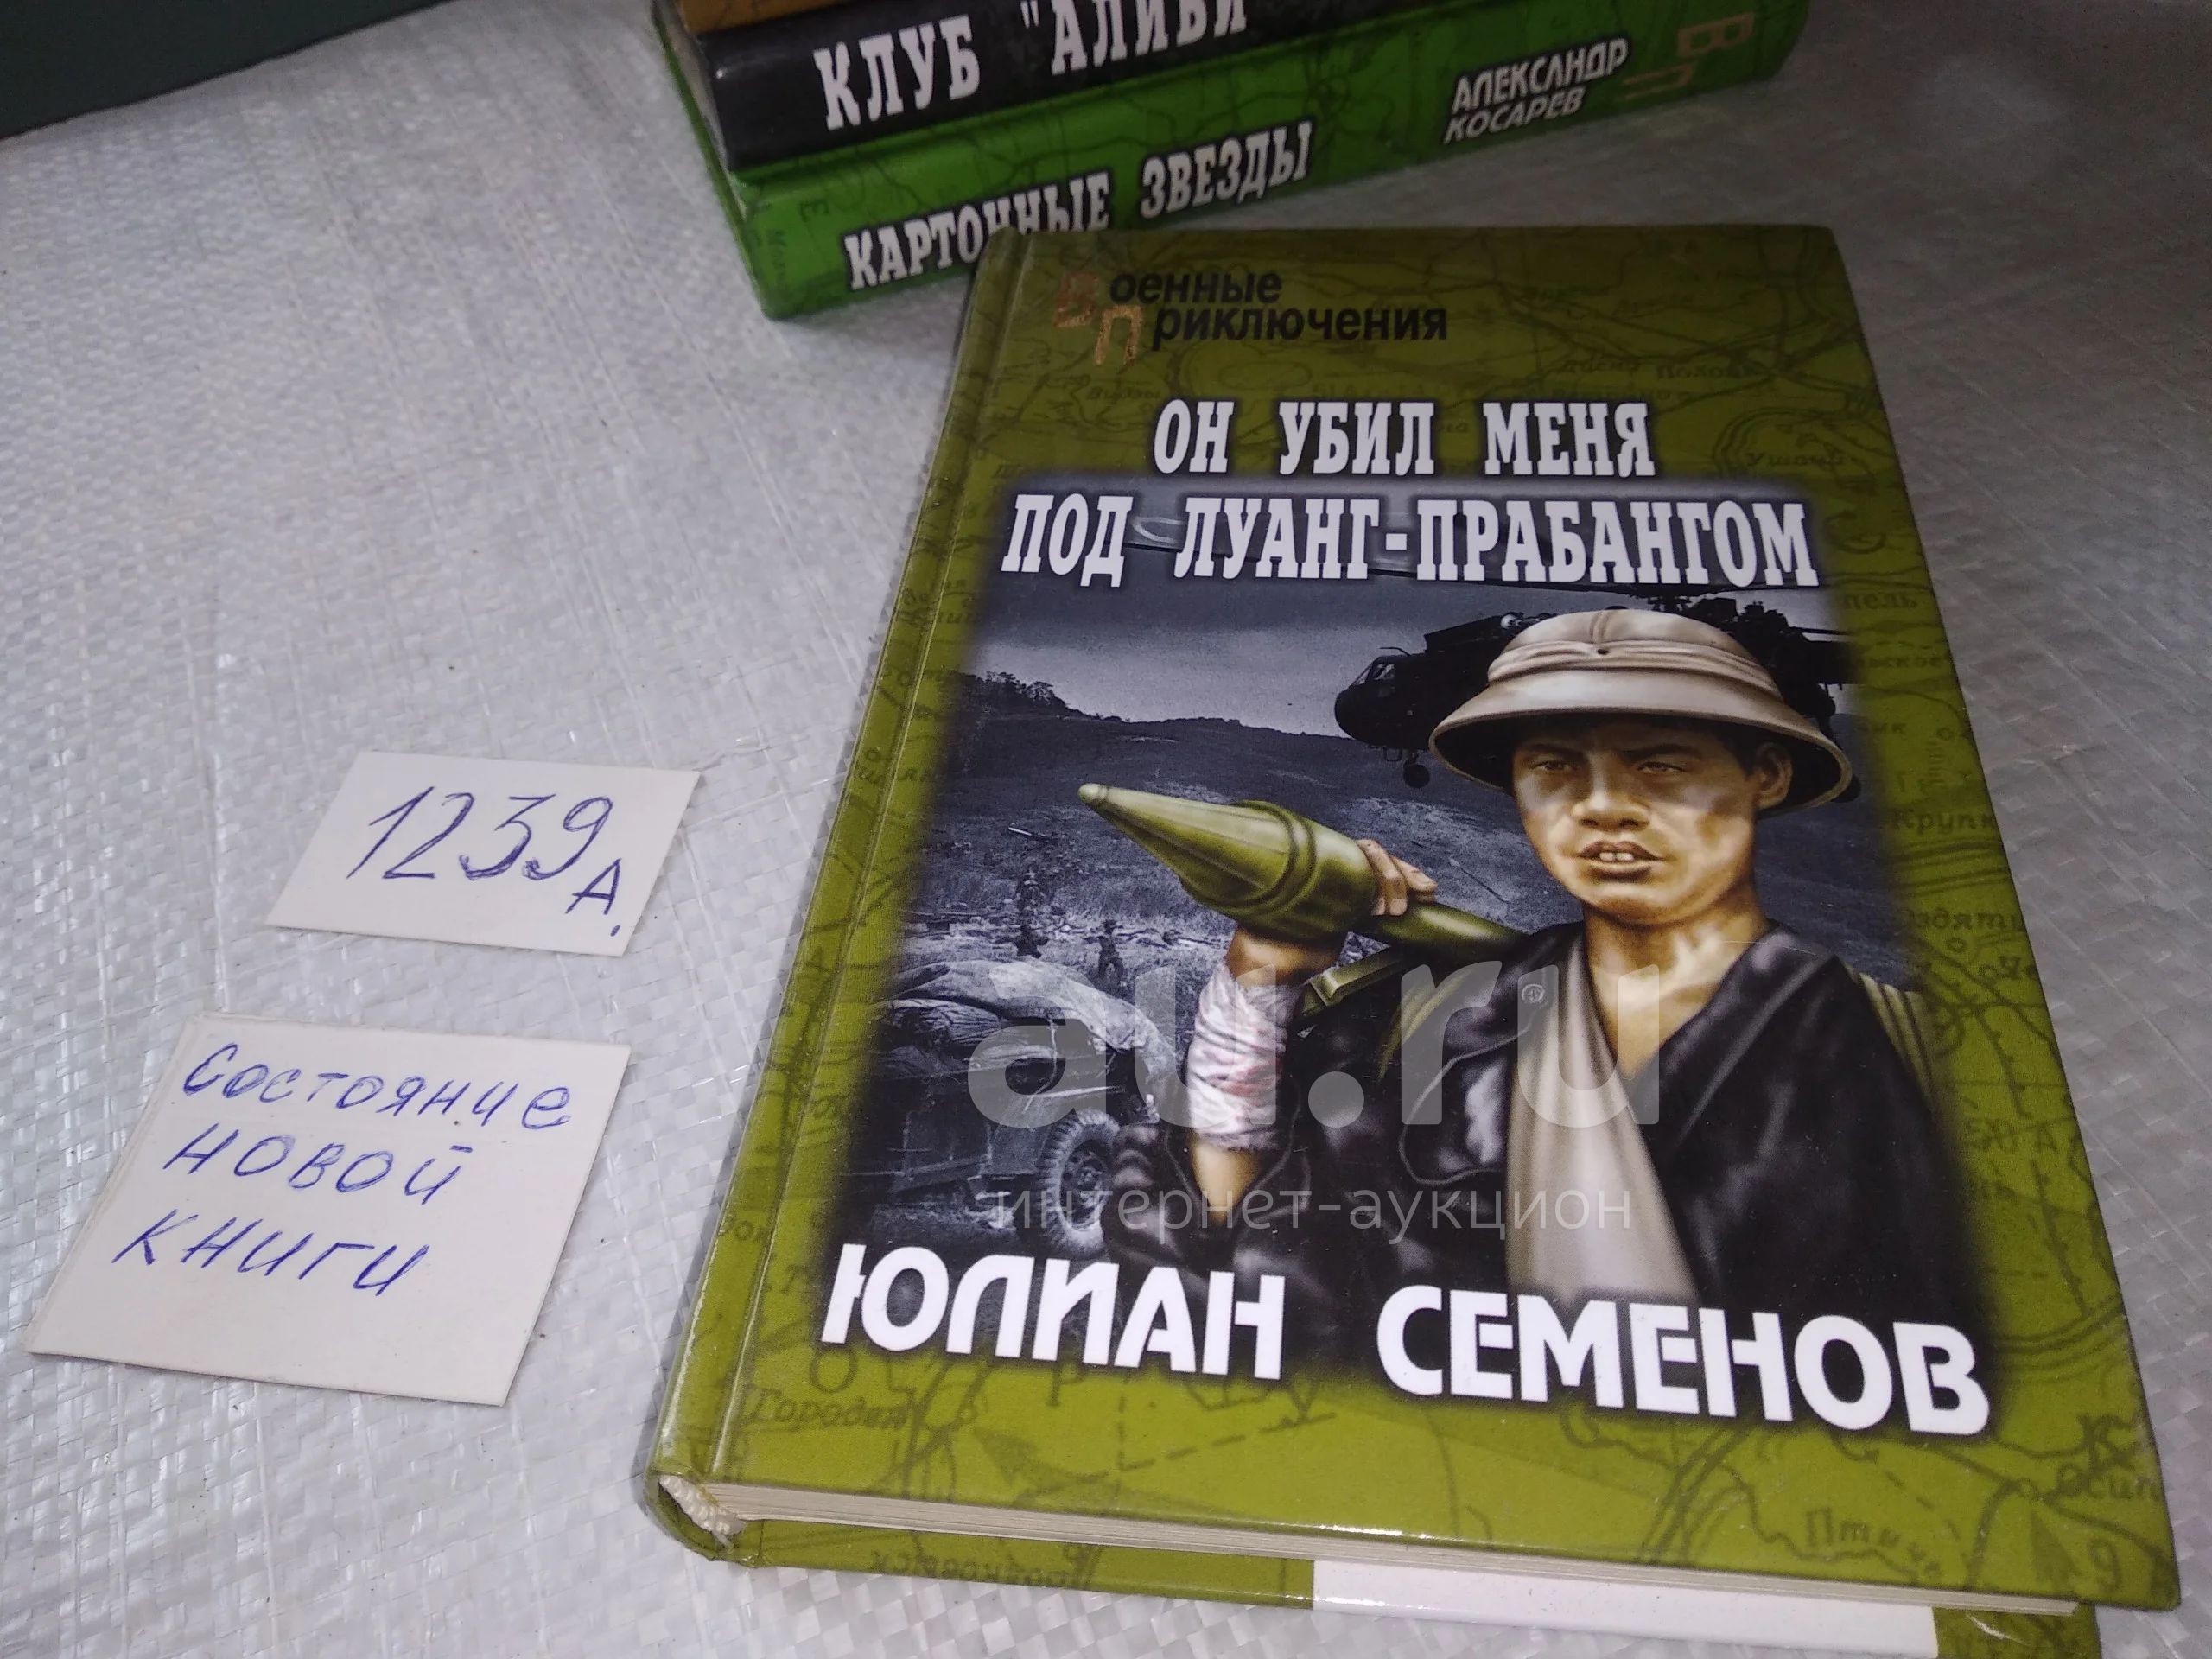 КЛУБ "АЛИБИ
КАРТОННЫЕ ЗВЕЗДЫ
АЛЕКСАНДР
КОСАРЕВ
ВП
Военные
Приключения
ОН УБИЛ МЕНЯ
ПОД ЛУАНГ-ПРАБАНГОМ
1239
А.
Состояние
новой
книги
au.ru
интернет-аукцион
ЮЛИАН СЕМЕНОВ